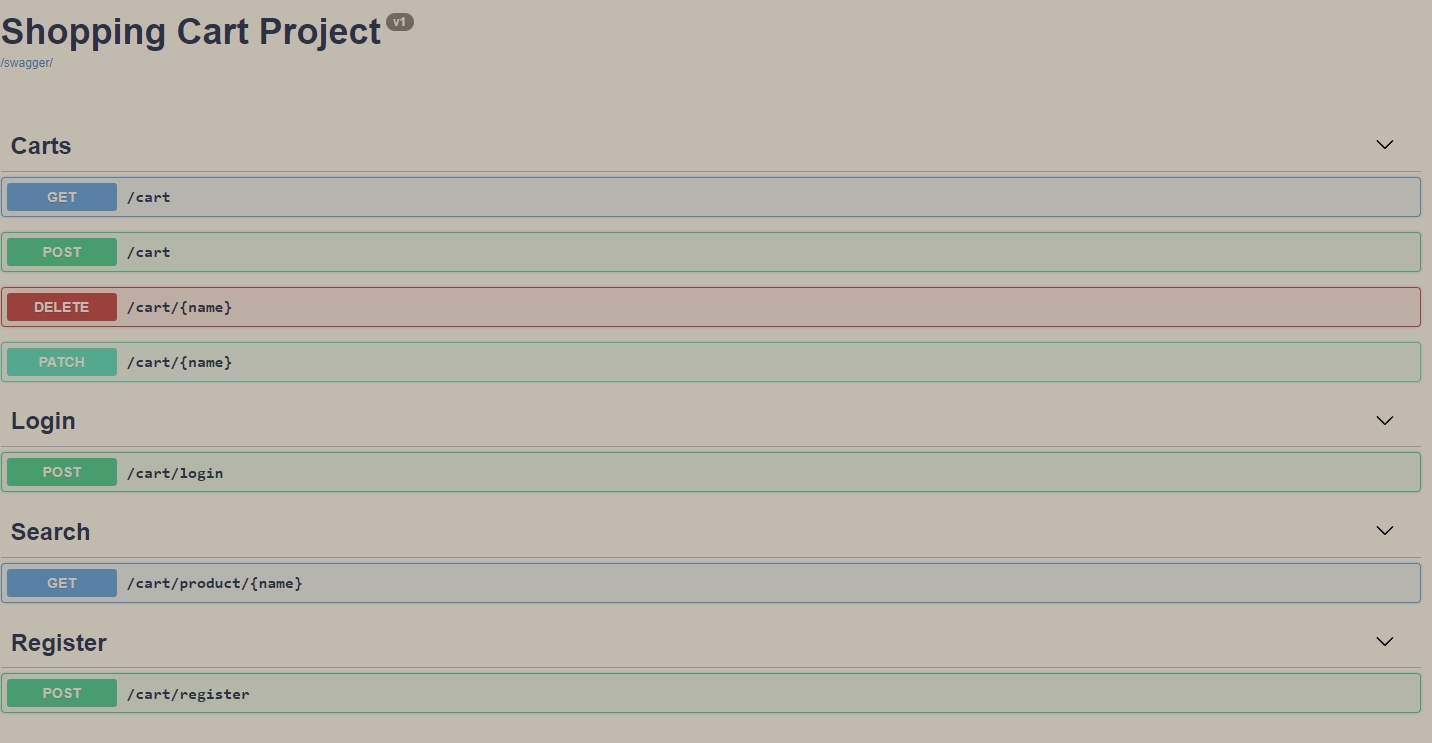 Shopping Cart Project v1
/swagger/
Carts
GET /cart
POST /cart
DELETE /cart/{name}
PATCH /cart/{name}
Login
POST /cart/login
Search
GET /cart/product/{name}
Register
POST /cart/register